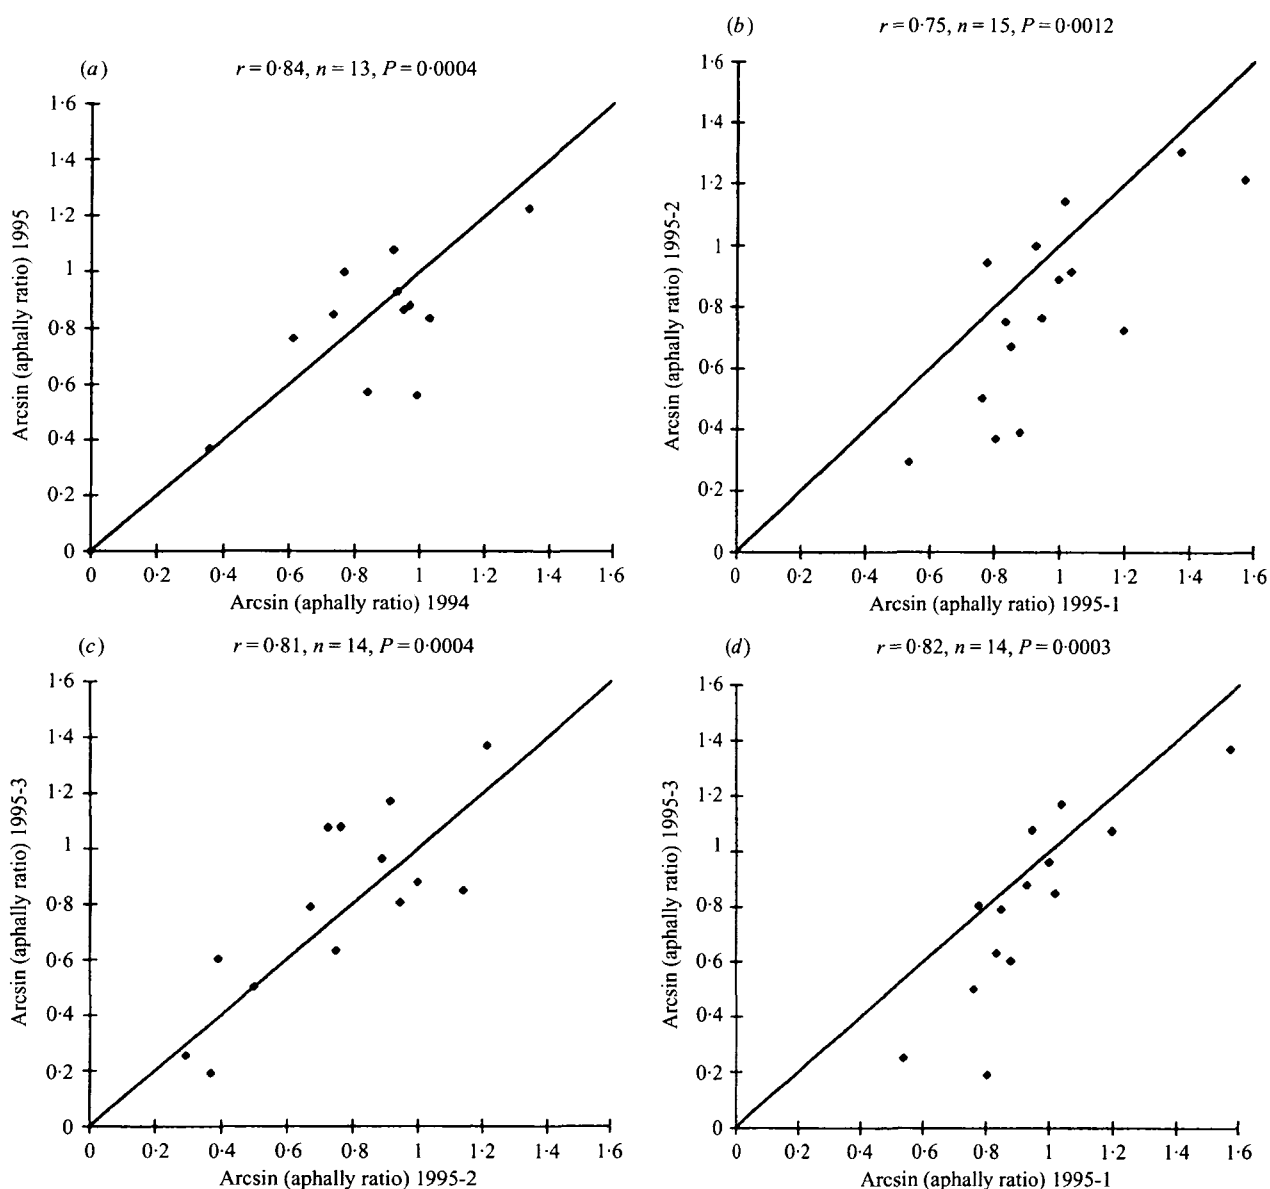 (a)
r = 0·84, n = 13, P = 0·0004
1·6
1·4
1·2
1
0·8
0·6
0·4
0·2
0
Arcsin (aphally ratio) 1995
0 0·2 0·4 0·6 0·8 1 1·2 1·4 1·6
Arcsin (aphally ratio) 1994
(b)
r = 0·75, n = 15, P = 0·0012
1·6
1·4
1·2
1
0·8
0·6
0·4
0·2
0
Arcsin (aphally ratio) 1995-2
0 0·2 0·4 0·6 0·8 1 1·2 1·4 1·6
Arcsin (aphally ratio) 1995-1
(c)
r = 0·81, n = 14, P = 0·0004
1·6
1·4
1·2
1
0·8
0·6
0·4
0·2
0
Arcsin (aphally ratio) 1995-3
0 0·2 0·4 0·6 0·8 1 1·2 1·4 1·6
Arcsin (aphally ratio) 1995-2
(d)
r = 0·82, n = 14, P = 0·0003
1·6
1·4
1·2
1
0·8
0·6
0·4
0·2
0
Arcsin (aphally ratio) 1995-3
0 0·2 0·4 0·6 0·8 1 1·2 1·4 1·6
Arcsin (aphally ratio) 1995-1